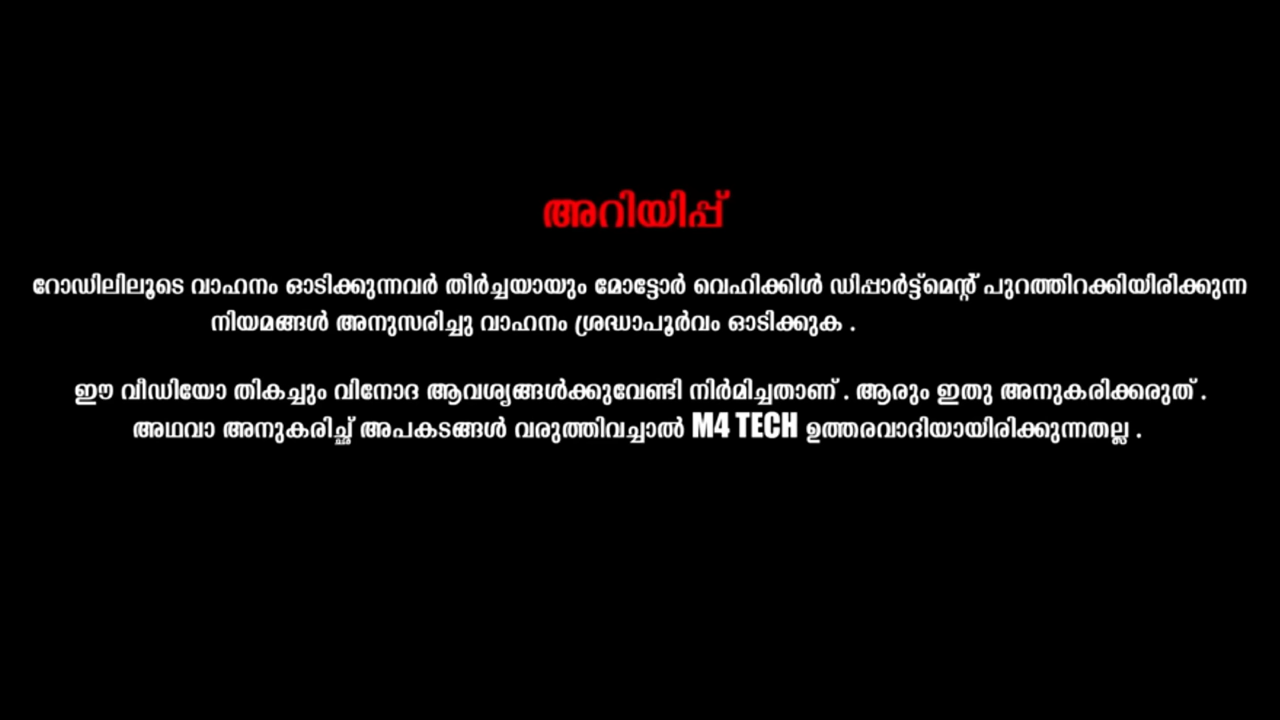 അറിയിപ്പ്
റോഡിലിലൂടെ വാഹനം ഓടിക്കുന്നവർ തീർച്ചയായും മോട്ടോർ വെഹിക്കിൾ ഡിപ്പാർട്ട്മെന്റ് പുറത്തിറക്കിയിരിക്കുന്ന
നിയമങ്ങൾ അനുസരിച്ചു വാഹനം ശ്രദ്ധാപൂർവം ഓടിക്കുക .
ഈ വീഡിയോ തികച്ചും വിനോദ ആവശ്യങ്ങൾക്കുവേണ്ടി നിർമിച്ചതാണ് . ആരും ഇതു അനുകരിക്കരുത് .
അഥവാ അപകടങ്ങൾ വരുത്തിവച്ചാൽ M4 TECH ഉത്തരവാദിയായിരിക്കുന്നതല്ല .